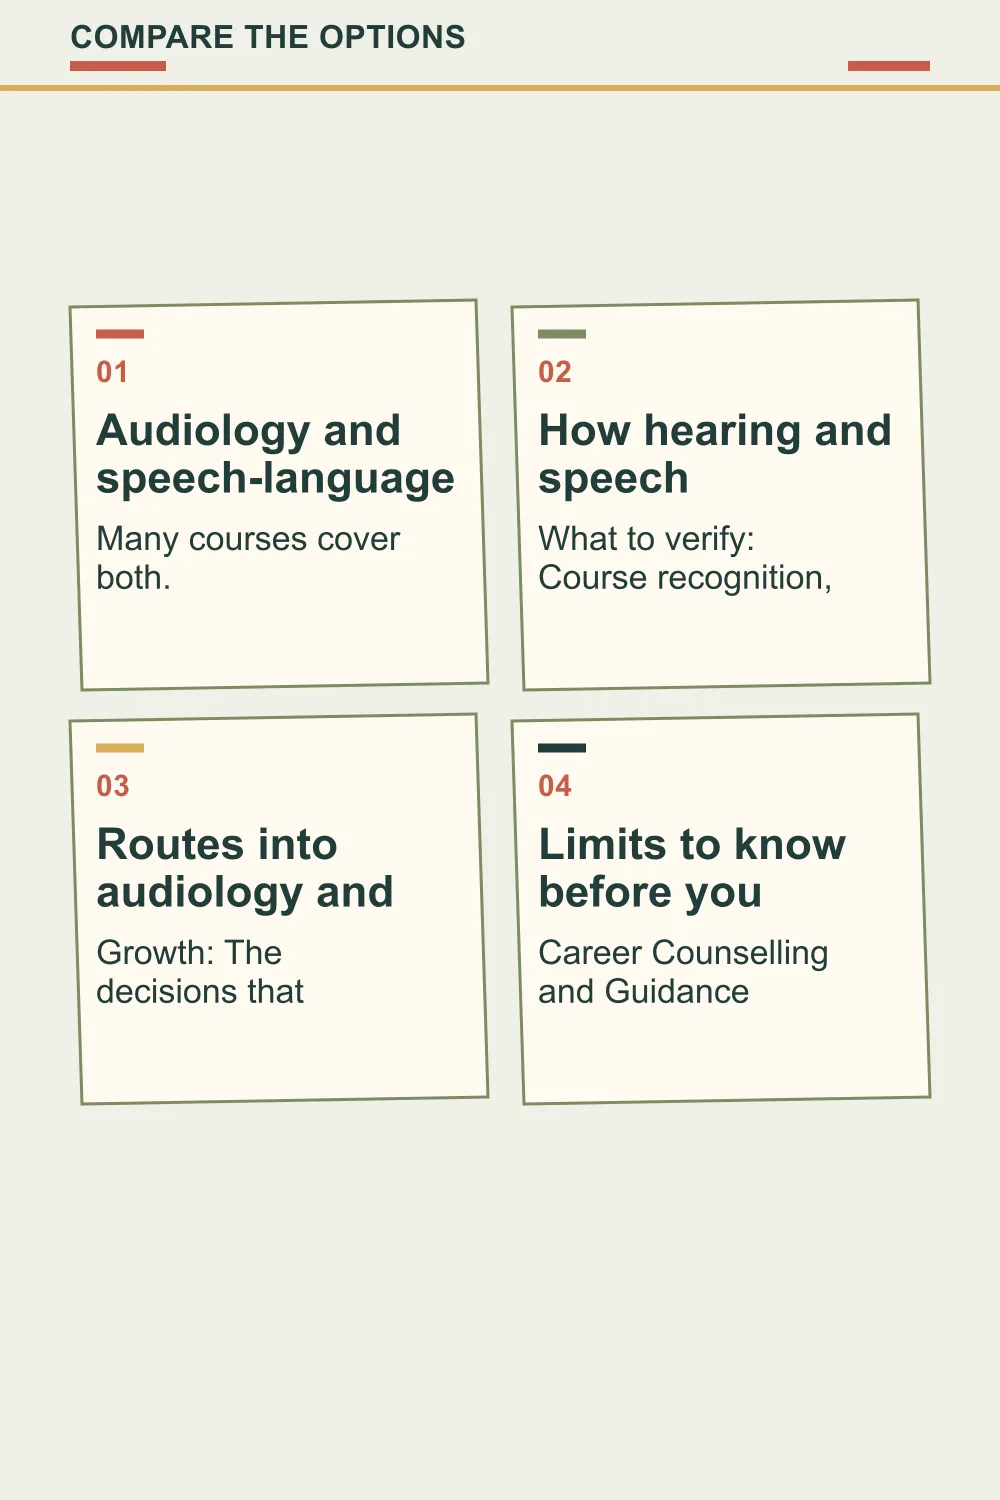 COMPARE THE OPTIONS
01
Audiology and
speech-language
Many courses cover
both.
02
How hearing and
speech
What to verify:
Course recognition,
03
Routes into
audiology and
Growth: The
decisions that
04
Limits to know
before you
Career Counselling
and Guidance